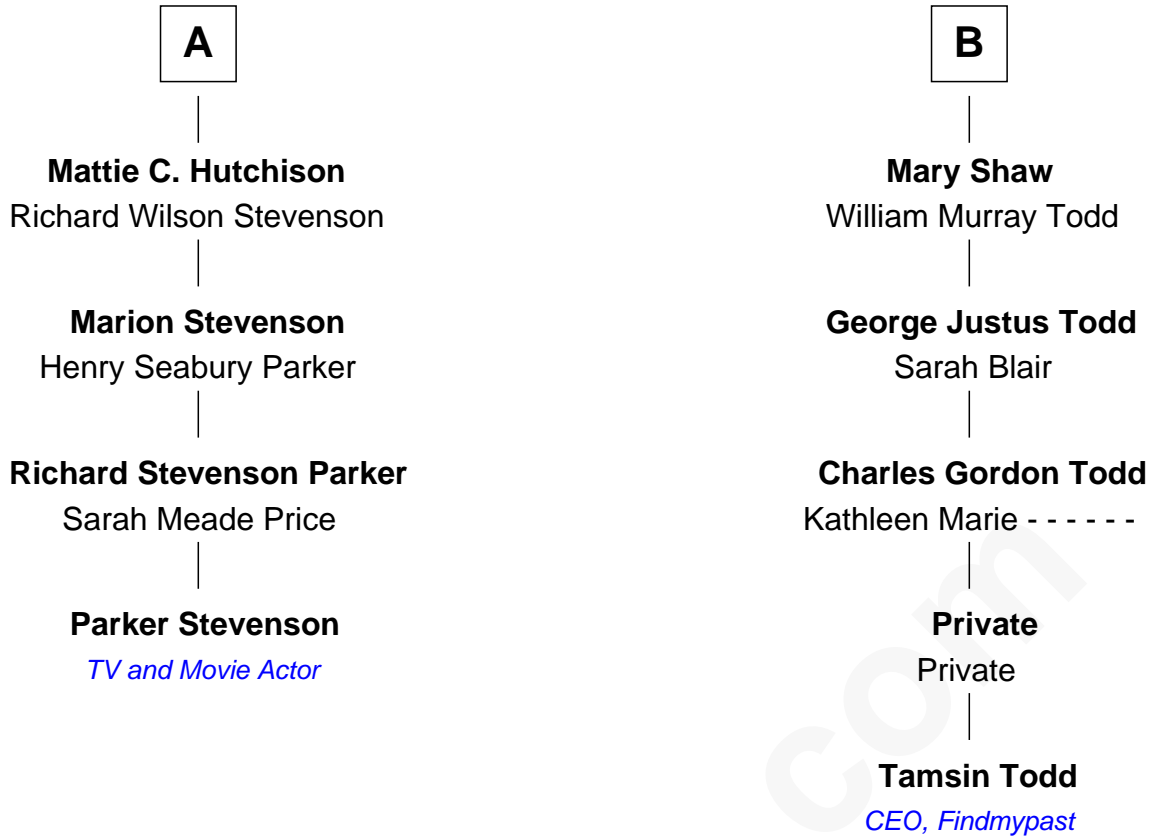 A
Mattie C. Hutchison
Richard Wilson Stevenson
Marion Stevenson
Henry Seabury Parker
Richard Stevenson Parker
Sarah Meade Price
Parker Stevenson
TV and Movie Actor
B
Mary Shaw
William Murray Todd
George Justus Todd
Sarah Blair
Charles Gordon Todd
Kathleen Marie - - - - - -
Private
Private
Tamsin Todd
CEO, Findmypast
com